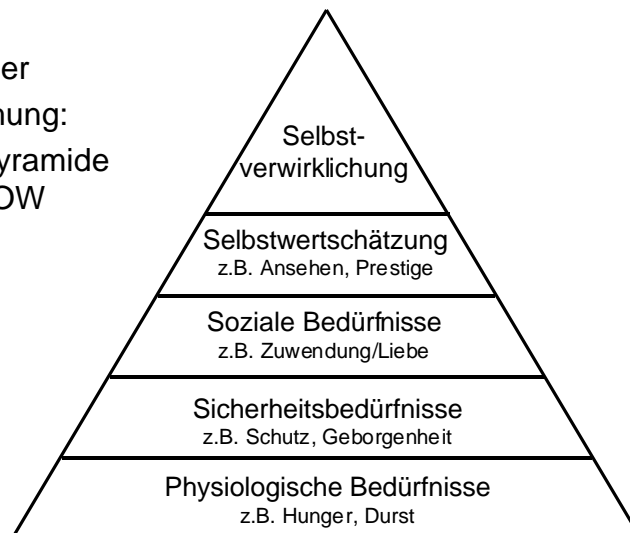 er
nung:
yramide
OW
Selbst-
verwirklichung
Selbstwertschätzung
z.B. Ansehen, Prestige
Soziale Bedürfnisse
z.B. Zuwendung/Liebe
Sicherheitsbedürfnisse
z.B. Schutz, Geborgenheit
Physiologische Bedürfnisse
z.B. Hunger, Durst